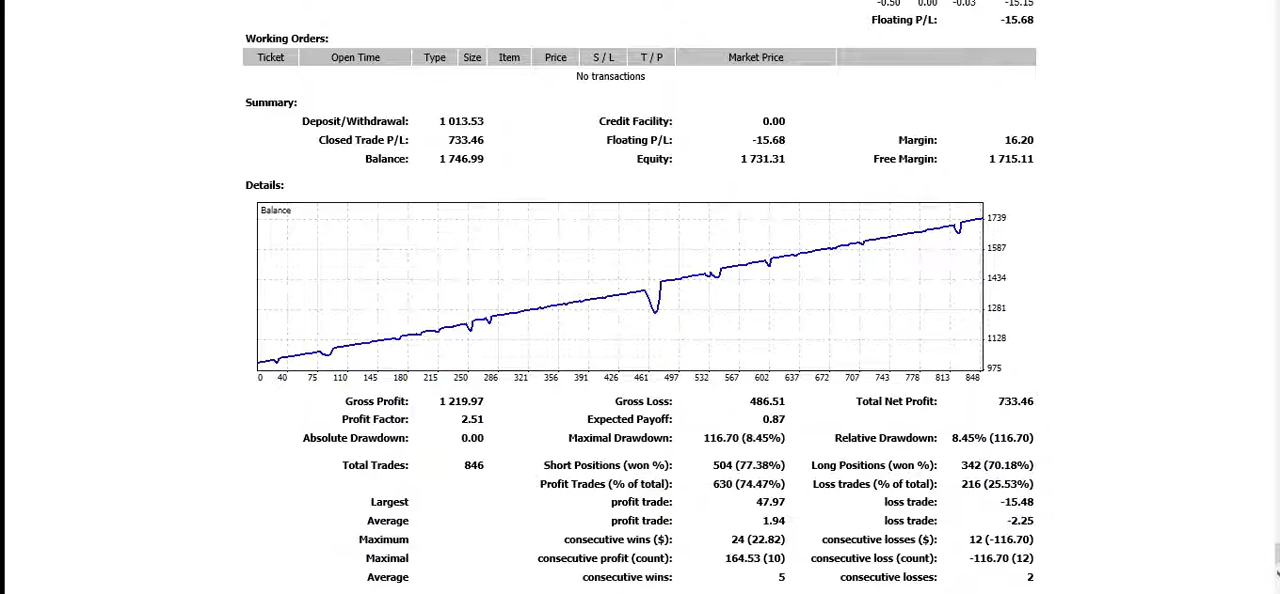 -0.50 0.00 -0.03 -15.15
Floating P/L: -15.68
Working Orders:
Ticket Open Time Type Size Item Price S / L T / P Market Price
No transactions
Summary:
Deposit/Withdrawal: 1 013.53 Credit Facility: 0.00
Closed Trade P/L: 733.46 Floating P/L: -15.68 Margin: 16.20
Balance: 1 746.99 Equity: 1 731.31 Free Margin: 1 715.11
Details:
Balance
1739
1587
1434
1281
1128
975
0 40 75 110 145 180 215 250 286 321 356 391 426 461 497 532 567 602 637 672 707 743 778 813 848
Gross Profit: 1 219.97 Gross Loss: 486.51 Total Net Profit: 733.46
Profit Factor: 2.51 Expected Payoff: 0.87
Absolute Drawdown: 0.00 Maximal Drawdown: 116.70 (8.45%) Relative Drawdown: 8.45% (116.70)
Total Trades: 846 Short Positions (won %): 504 (77.38%) Long Positions (won %): 342 (70.18%)
Profit Trades (% of total): 630 (74.47%) Loss trades (% of total): 216 (25.53%)
Largest profit trade: 47.97 loss trade: -15.48
Average profit trade: 1.94 loss trade: -2.25
Maximum consecutive wins ($): 24 (22.82) consecutive losses ($): 12 (-116.70)
Maximal consecutive profit (count): 164.53 (10) consecutive loss (count): -116.70 (12)
Average consecutive wins: 5 consecutive losses: 2